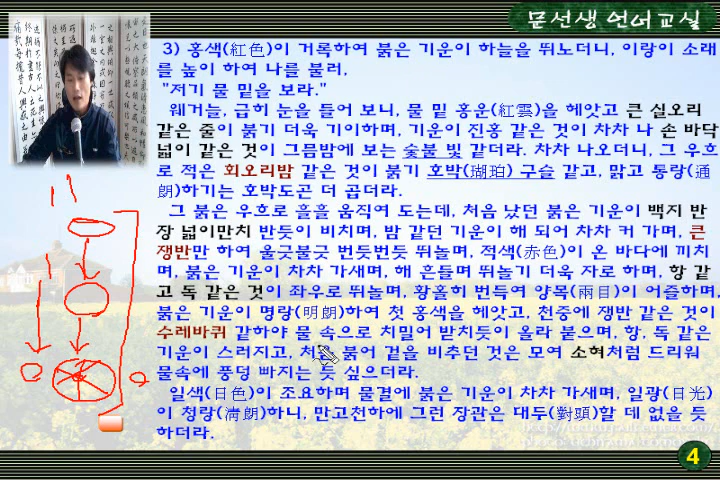 문선생 언어교실
3) 홍색(紅色)이 거록하여 붉은 기운이 하늘을 뛰노더니, 이랑이 소래
를 높이 하여 나를 불러,
"저기 물 밑을 보라."
웨거늘, 급히 눈을 들어 보니, 물 밑 홍운(紅雲)을 헤앗고 큰 실오리
같은 줄이 붉기 더욱 기이하며, 기운이 진홍 같은 것이 차차 나 손 바닥
넓이 같은 것이 그믐밤에 보는 숯불 빛 같더라. 차차 나오더니, 그 우흐
로 적은 회오리밤 같은 것이 붉기 호박(瑚珀) 구슬 같고, 맑고 통랑(通
朗)하기는 호박도곤 더 곱더라.
그 붉은 우흐로 흘흘 움직여 도는데, 처음 났던 붉은 기운이 백지 반
장 넓이만치 반듯이 비치며, 밤 같던 기운이 해 되어 차차 커 가며, 큰
쟁반만 하여 울긋불긋 번듯번듯 뛰놀며, 적색(赤色)이 온 바다에 끼치
며, 붉은 기운이 차차 가새며, 해 흔들며 뛰놀기 더욱 자로 하며, 항 같
고 독 같은 것이 좌우로 뛰놀며, 황홀히 번득여 양목(兩目)이 어즐하며,
붉은 기운이 명랑(明朗)하여 첫 홍색을 헤앗고, 천중에 쟁반 같은 것이
수레바퀴 같하야 물 속으로 치밀어 받치듯이 올라 붙으며, 항, 독 같은
기운이 스러지고, 처음 붉어 겉을 비추던 것은 모여 소혀처럼 드리워
물속에 풍덩 빠지는 듯 싶으더라.
일색(日色)이 조요하며 물결에 붉은 기운이 차차 가새며, 일광(日光)
이 청랑(淸朗)하니, 만고천하에 그런 장관은 대두(對頭)할 데 없을 듯
하더라.
4